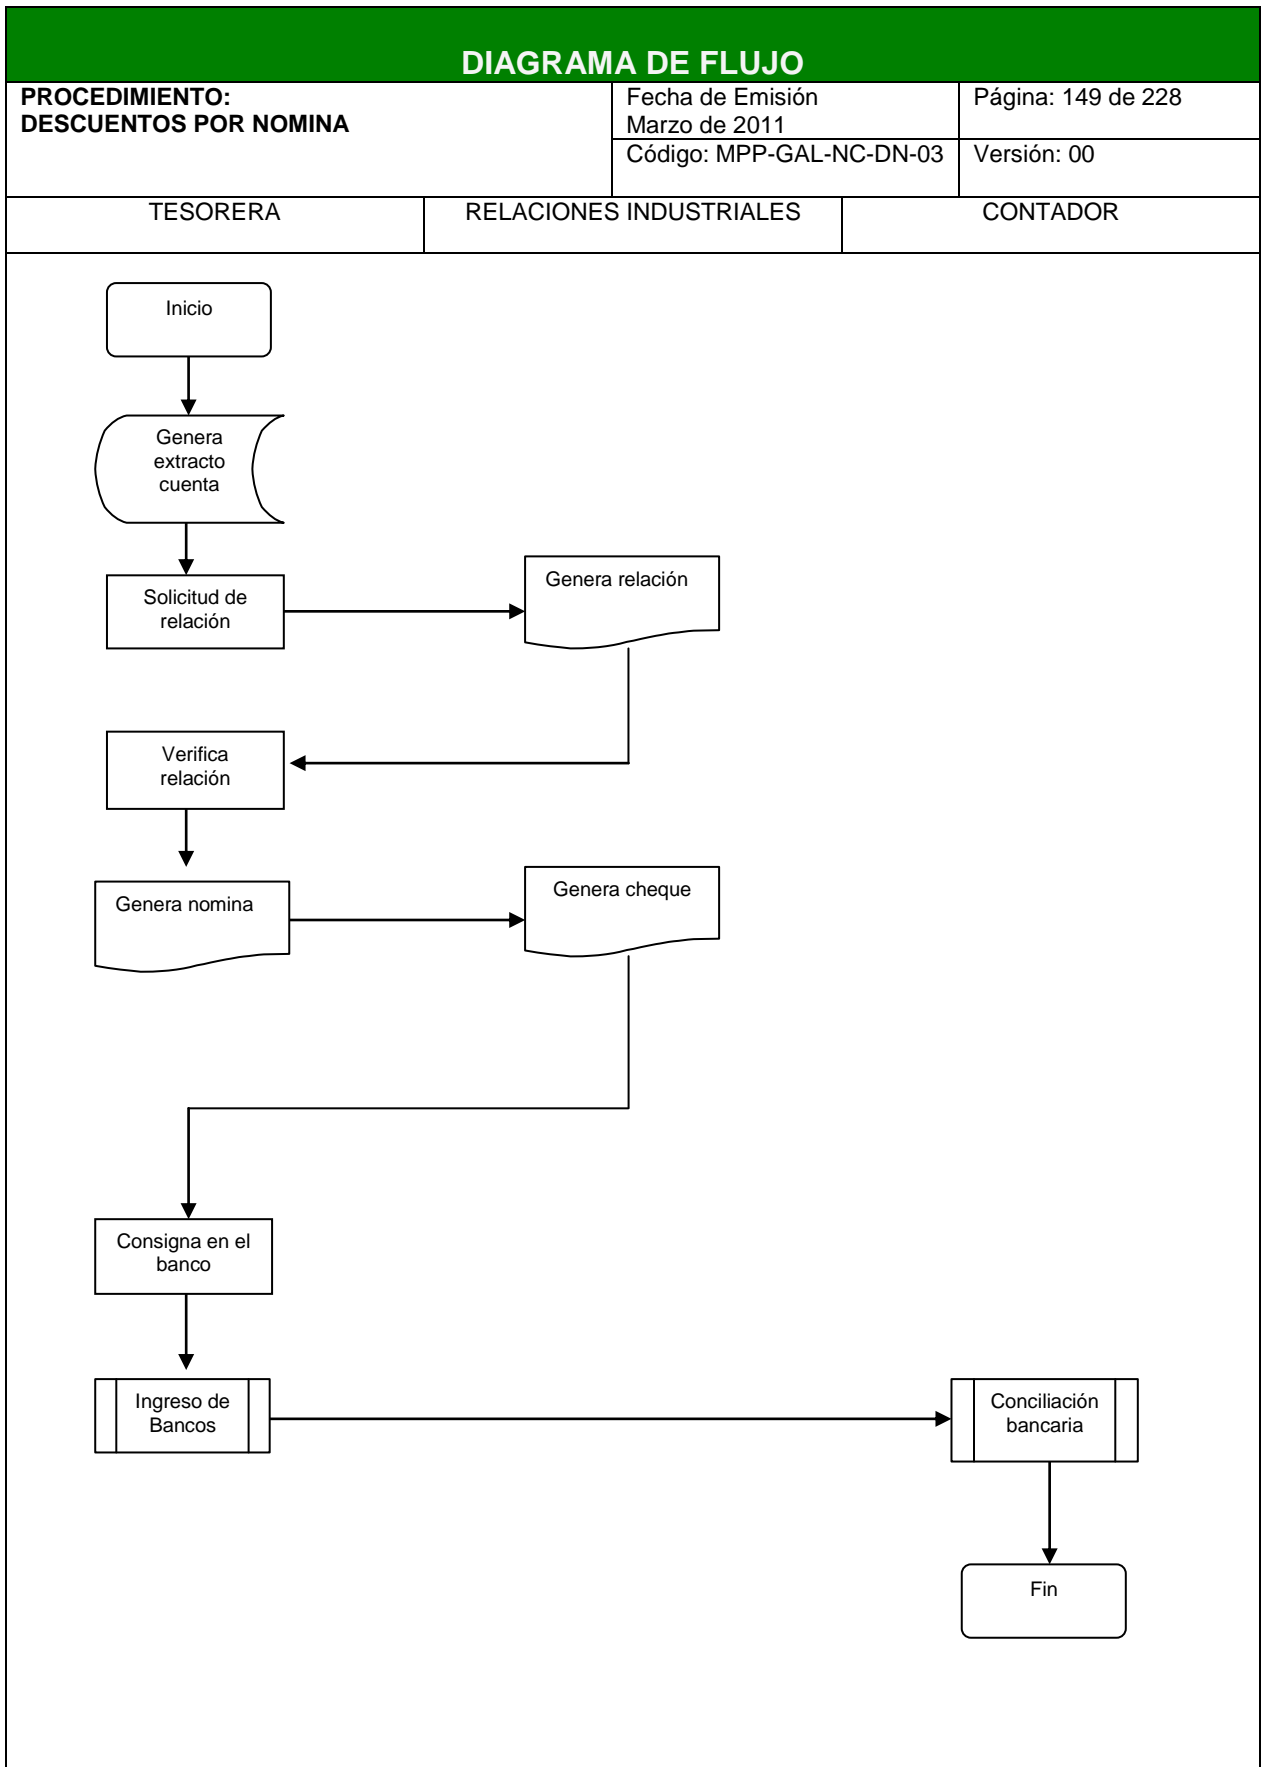 DIAGRAMA DE FLUJO
PROCEDIMIENTO:
DESCUENTOS POR NOMINA
Fecha de Emisión
Marzo de 2011
Página: 149 de 228
Código: MPP-GAL-NC-DN-03
Versión: 00
TESORERA
RELACIONES INDUSTRIALES
CONTADOR
Inicio
Genera
extracto
cuenta
Solicitud de
relación
Genera relación
Verifica
relación
Genera nomina
Genera cheque
Consigna en el
banco
Ingreso de
Bancos
Conciliación
bancaria
Fin